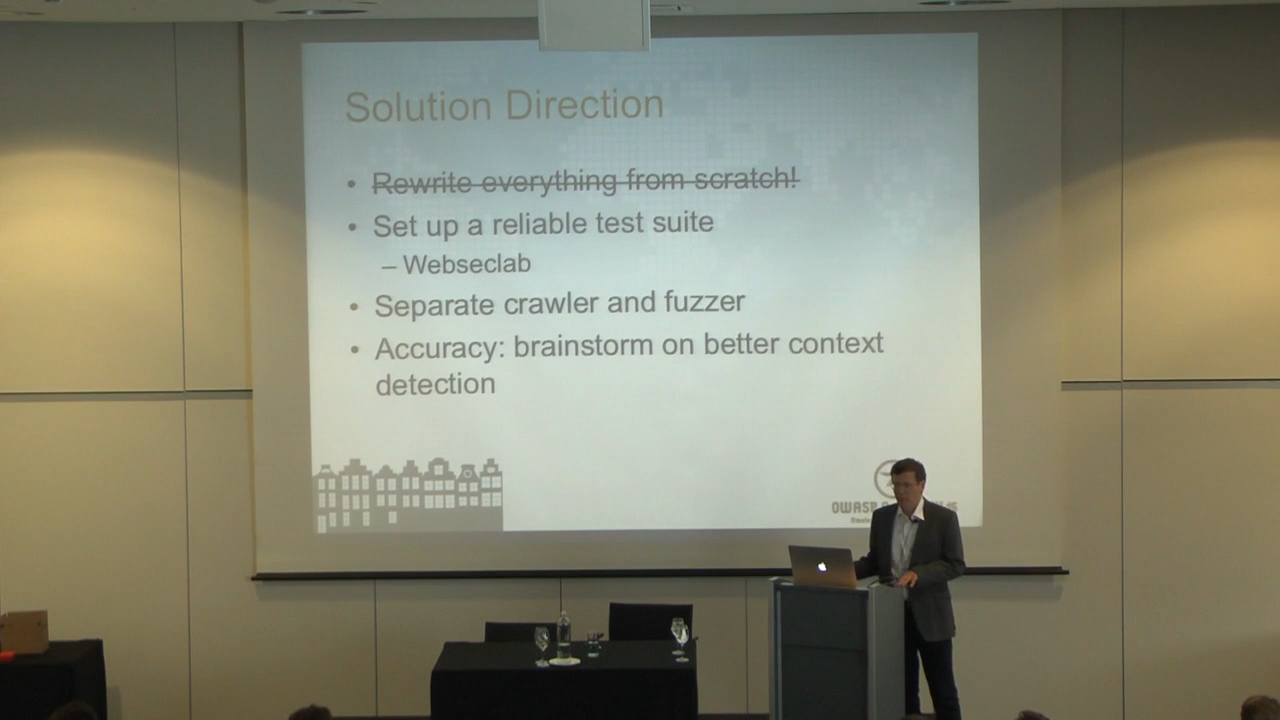 Solution Direction
• Rewrite everything from scratch!
• Set up a reliable test suite
– Webseclab
• Separate crawler and fuzzer
• Accuracy: brainstorm on better context
detection
OWASP